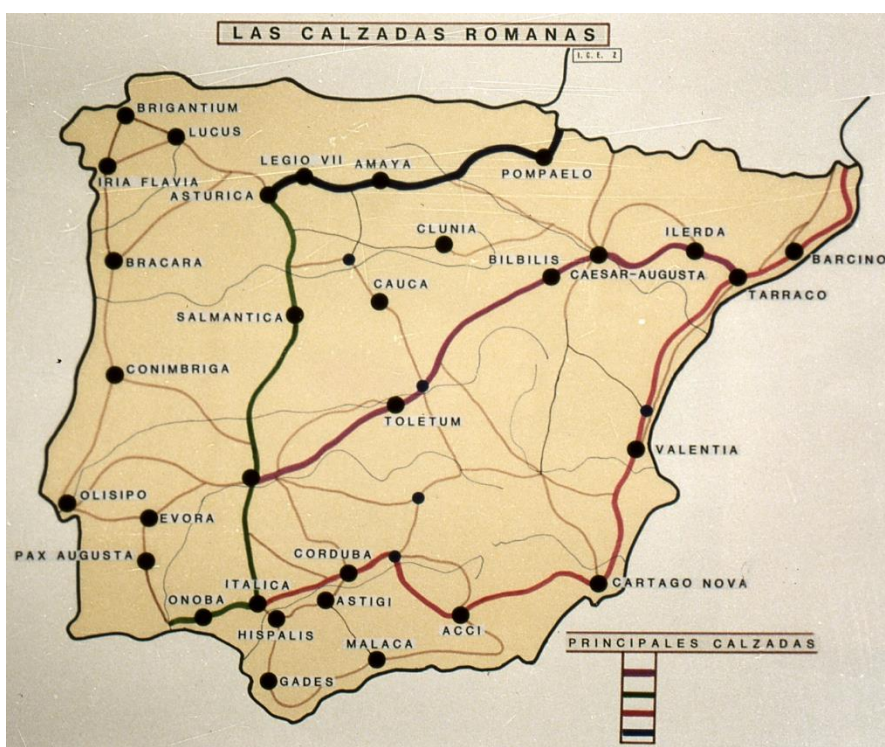 LAS CALZADAS ROMANAS
I. G. E. 2
BRIGANTIUM
LUCUS
LEGIO VII
AMAYA
IRIA FLAVIA
POMPAELO
ASTURICA
CLUNIA
ILERDA
BRACARA
BILBILIS
BARCINO
CAESAR-AUGUSTA
CAUCA
TARRACO
SALMANTICA
CONIMBRIGA
TOLETUM
VALENTIA
OLISIPO
EVORA
PAX AUGUSTA
CORDUBA
ITALICA
CARTAGO NOVA
ONOBA
ASTIGI
HISPALIS
ACCI
MALACA
PRINCIPALES CALZADAS
GADES